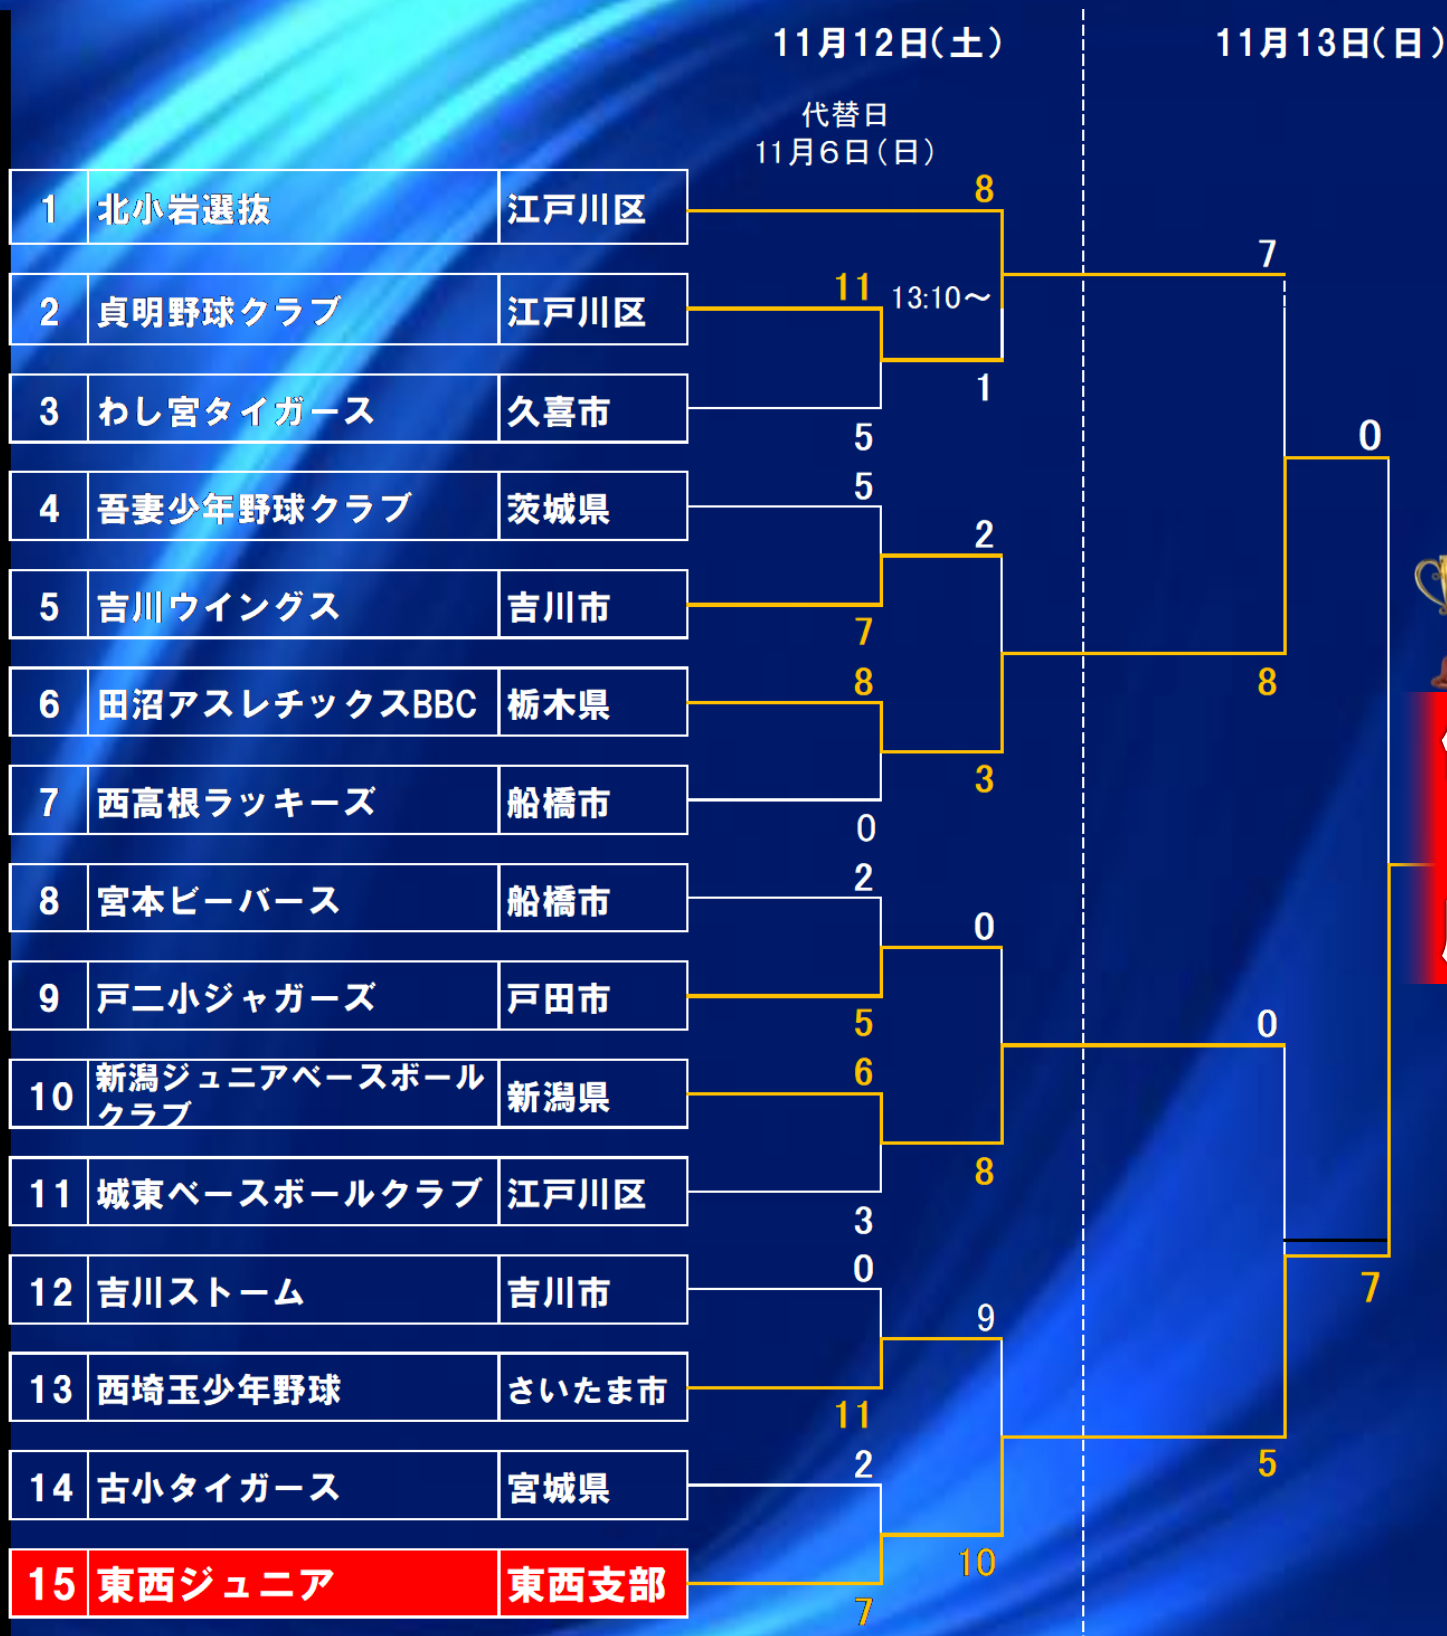 11月12日(土)
11月13日(日)
代替日
11月6日(日)
8
7
1 北小岩選抜 江戸川区
11
13:10～
2 貞明野球クラブ 江戸川区
1
3 わし宮タイガース 久喜市
5
0
5
4 吾妻少年野球クラブ 茨城県
2
5 吉川ウイングス 吉川市
7
8
8
6 田沼アスレチックスBBC 栃木県
3
7 西高根ラッキーズ 船橋市
0
2
8 宮本ビーバース 船橋市
0
9 戸二小ジャガーズ 戸田市
5
0
6
10 新潟ジュニアベースボール
クラブ 新潟県
8
11 城東ベースボールクラブ 江戸川区
3
0
12 吉川ストーム 吉川市
7
9
13 西埼玉少年野球 さいたま市
11
2
5
14 古小タイガース 宮城県
10
15 東西ジュニア 東西支部
7